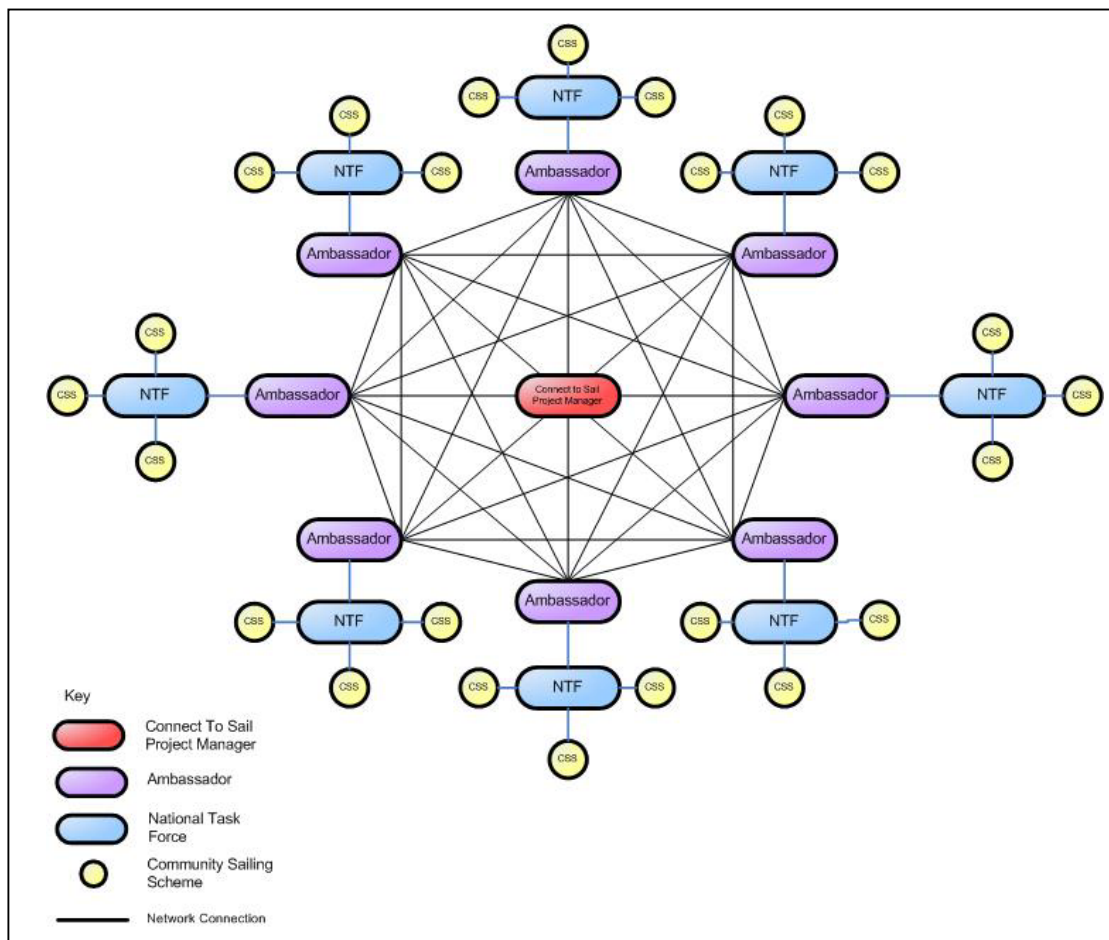 CSS
CSS
NTF
CSS
CSS
CSS
CSS
NTF
CSS
CSS
NTF
CSS
Ambassador
Ambassador
Ambassador
CSS
CSS
CSS
NTF
Ambassador
Connect to Sail
Project Manager
Ambassador
NTF
CSS
CSS
CSS
Ambassador
Ambassador
Ambassador
CSS
NTF
CSS
CSS
NTF
CSS
CSS
CSS
CSS
NTF
CSS
CSS
Key
Connect To Sail
Project Manager
Ambassador
National Task
Force
Community Sailing
Scheme
Network Connection